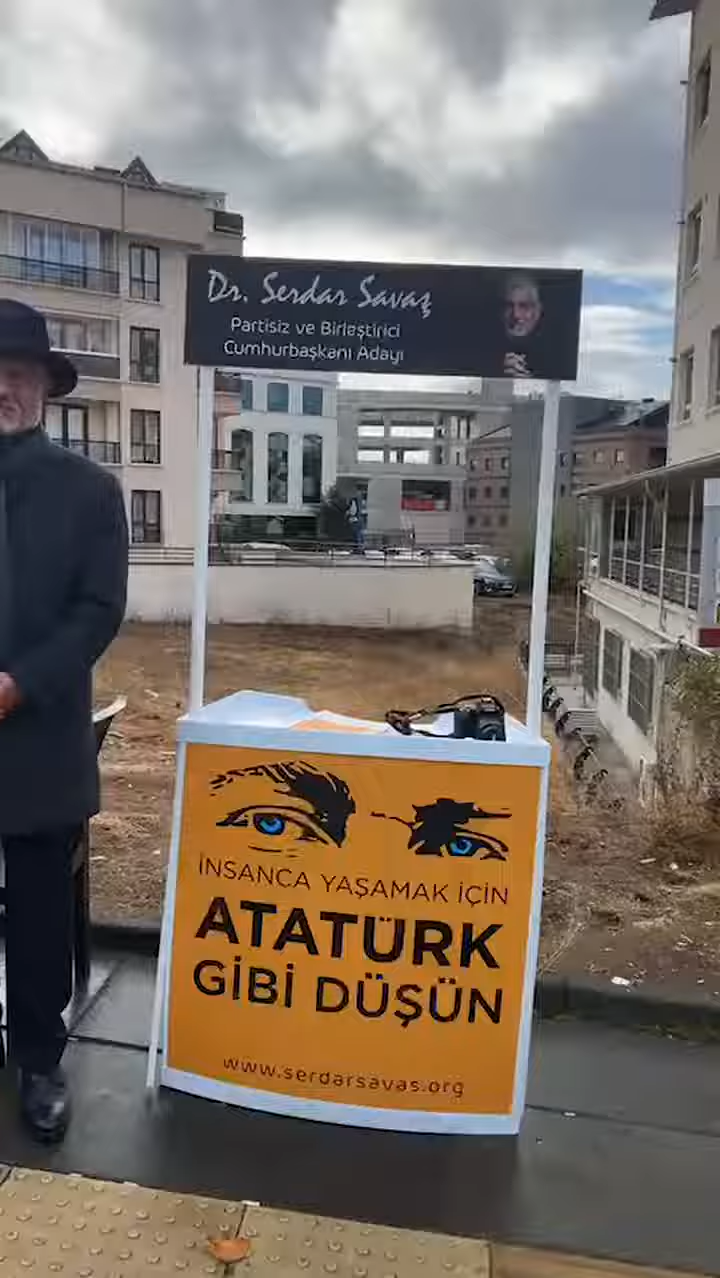 Dr. Serdar Savaş
Partisiz ve Birleştirici
Cumhurbaşkanı Adayı
İNSANCA YAŞAMAK İÇİN
ATATÜRK
GİBİ DÜŞÜN
www.serdarsavas.org